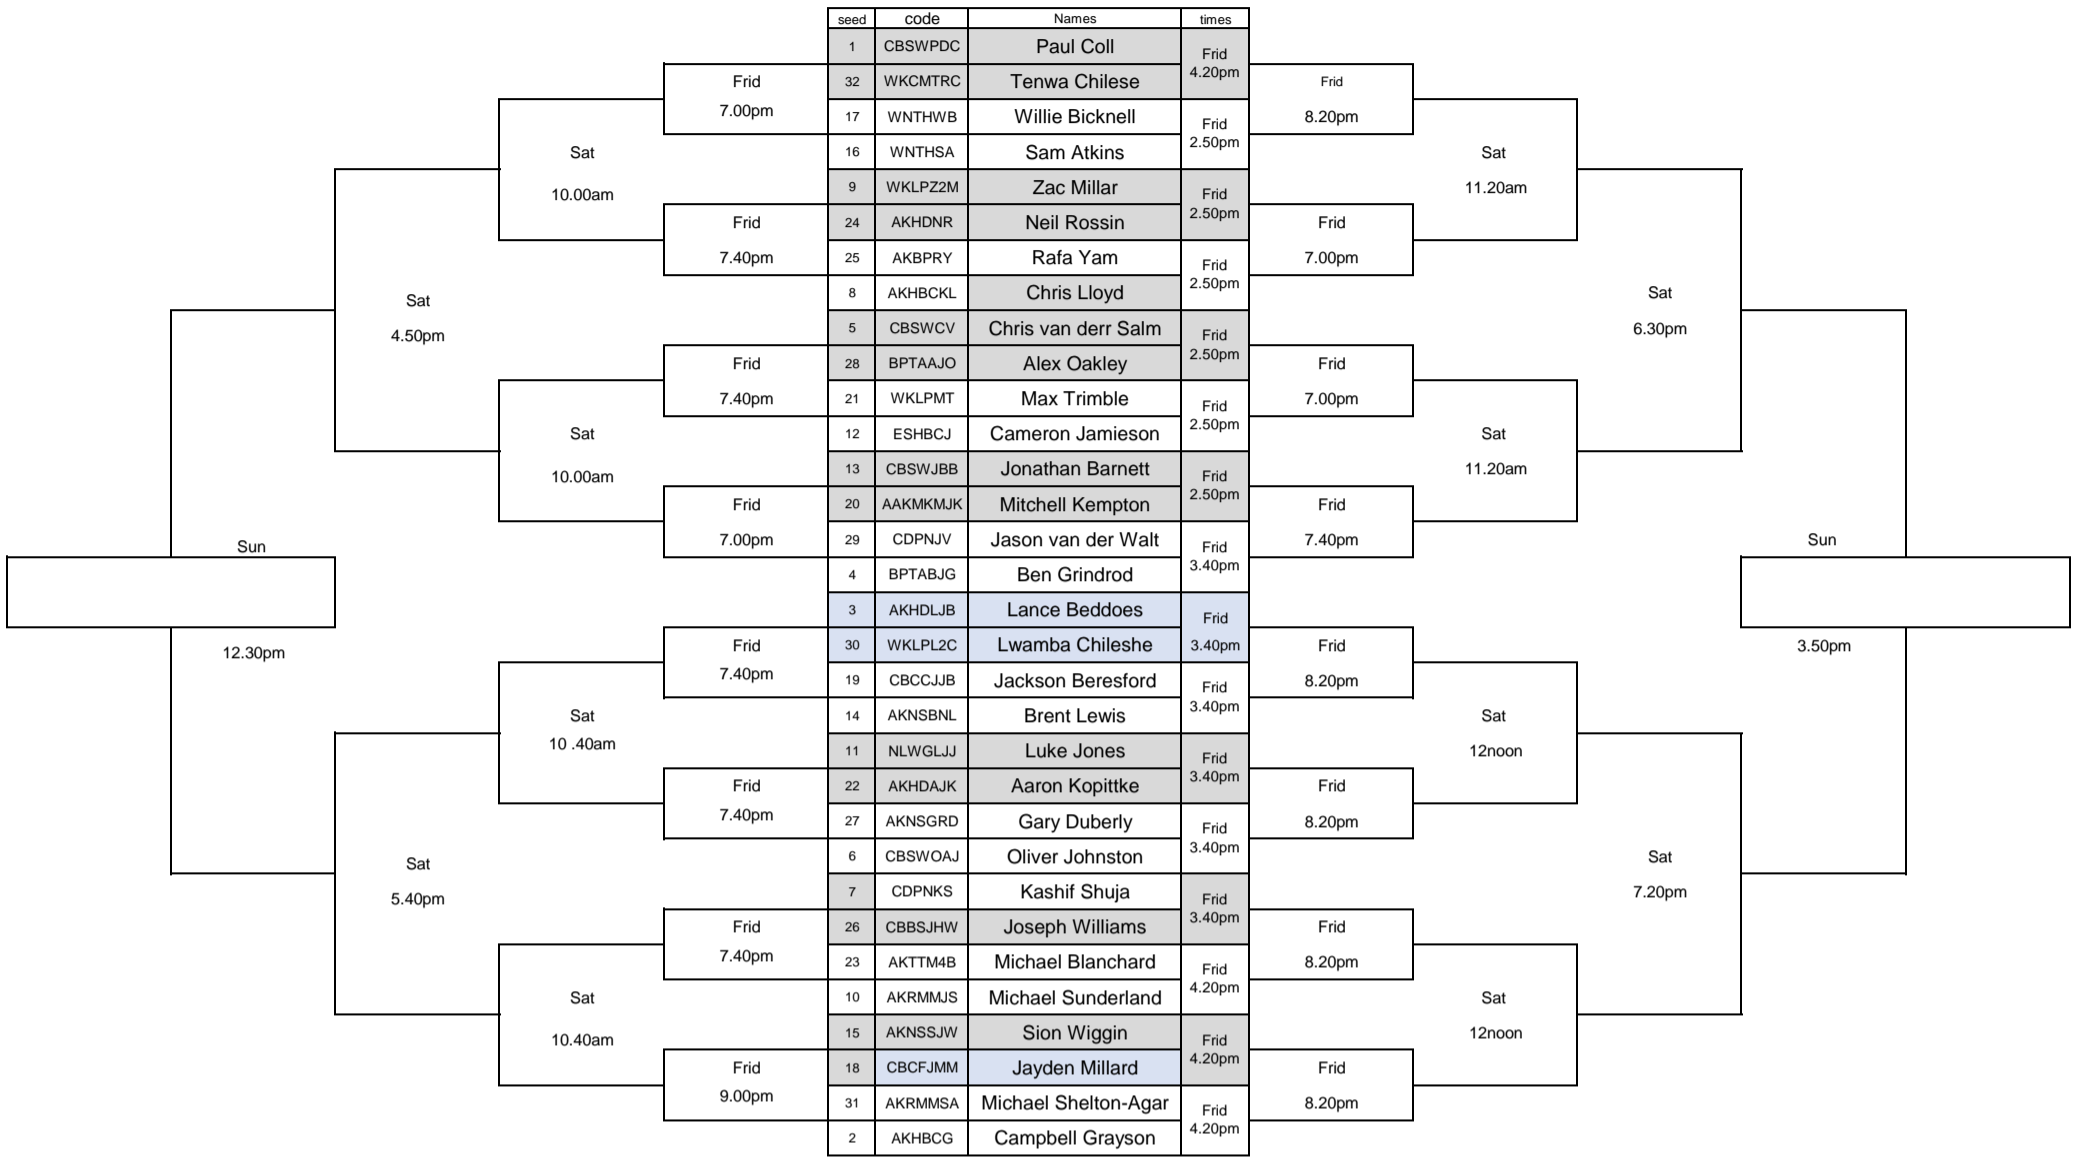 seed code Names times
1 CBSWPDC Paul Coll
Frid
4.20pm
32 WKCMTRC Tenwa Chilese
17 WNTHWB Willie Bicknell
Frid
2.50pm
16 WNTHSA Sam Atkins
9 WKLPZ2M Zac Millar
Frid
2.50pm
24 AKHDNR Neil Rossin
25 AKBPRY Rafa Yam
Frid
2.50pm
8 AKHBCKL Chris Lloyd
5 CBSWCV Chris van derr Salm
Frid
2.50pm
28 BPTAAJO Alex Oakley
21 WKLPMT Max Trimble
Frid
2.50pm
12 ESHBCJ Cameron Jamieson
13 CBSWJBB Jonathan Barnett
Frid
2.50pm
20 AAKMKMJK Mitchell Kempton
29 CDPNJV Jason van der Walt
Frid
3.40pm
4 BPTABJG Ben Grindrod
3 AKHDLJB Lance Beddoes
Frid
30 WKLPL2C Lwamba Chileshe 3.40pm
19 CBCCJJB Jackson Beresford
Frid
3.40pm
14 AKNSBNL Brent Lewis
11 NLWGLJJ Luke Jones
Frid
3.40pm
22 AKHDAJK Aaron Kopittke
27 AKNSGRD Gary Duberly
Frid
3.40pm
6 CBSWOAJ Oliver Johnston
7 CDPNKS Kashif Shuja
Frid
3.40pm
26 CBBSJHW Joseph Williams
23 AKTTM4B Michael Blanchard
Frid
4.20pm
10 AKRMMJS Michael Sunderland
15 AKNSSJW Sion Wiggin
Frid
4.20pm
18 CBCFJMM Jayden Millard
31 AKRMMSA Michael Shelton-Agar
Frid
4.20pm
2 AKHBCG Campbell Grayson
Frid
7.00pm
Frid
7.40pm
Frid
7.40pm
Frid
7.00pm
Frid
7.40pm
Frid
7.40pm
Frid
7.40pm
Frid
9.00pm
Sat
10.00am
Sat
10.00am
Sat
10 .40am
Sat
10.40am
Sat
4.50pm
Sat
5.40pm
Sun
12.30pm
Frid
8.20pm
Frid
7.00pm
Frid
7.00pm
Frid
7.40pm
Frid
8.20pm
Frid
8.20pm
Frid
8.20pm
Frid
8.20pm
Sat
11.20am
Sat
11.20am
Sat
12noon
Sat
12noon
Sat
6.30pm
Sat
7.20pm
Sun
3.50pm